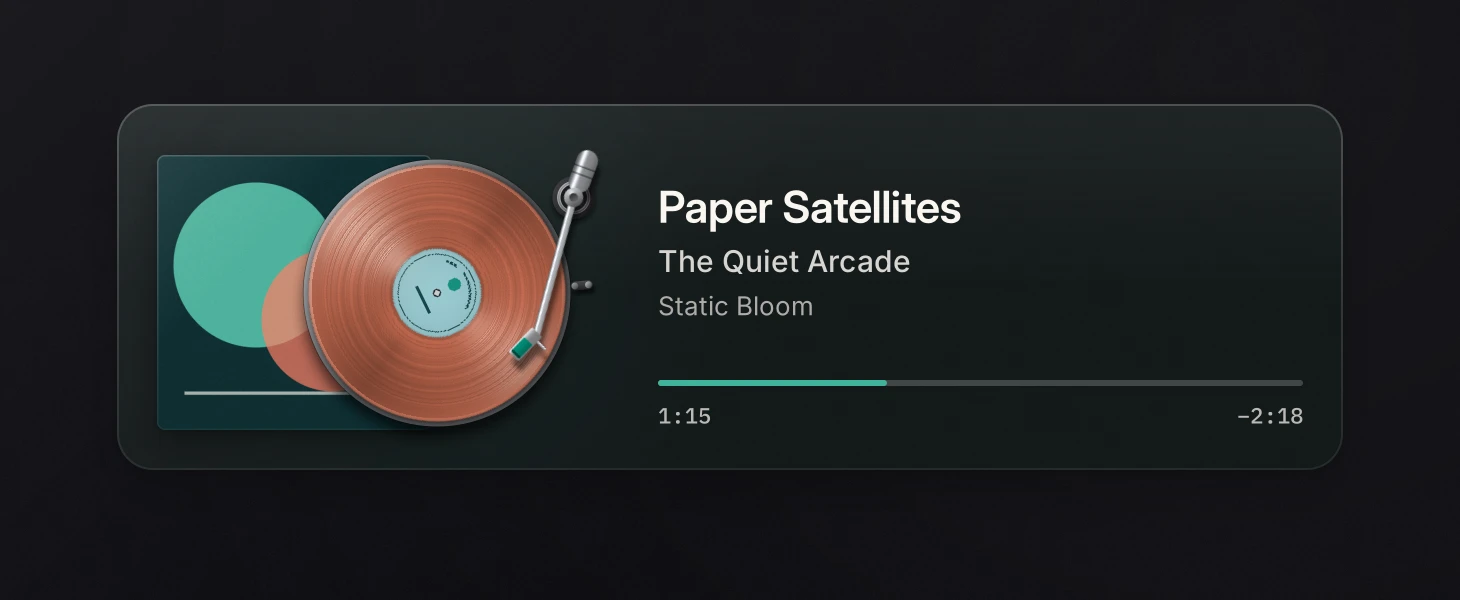 Paper Satellites
The Quiet Arcade
Static Bloom
1:15
−2:18